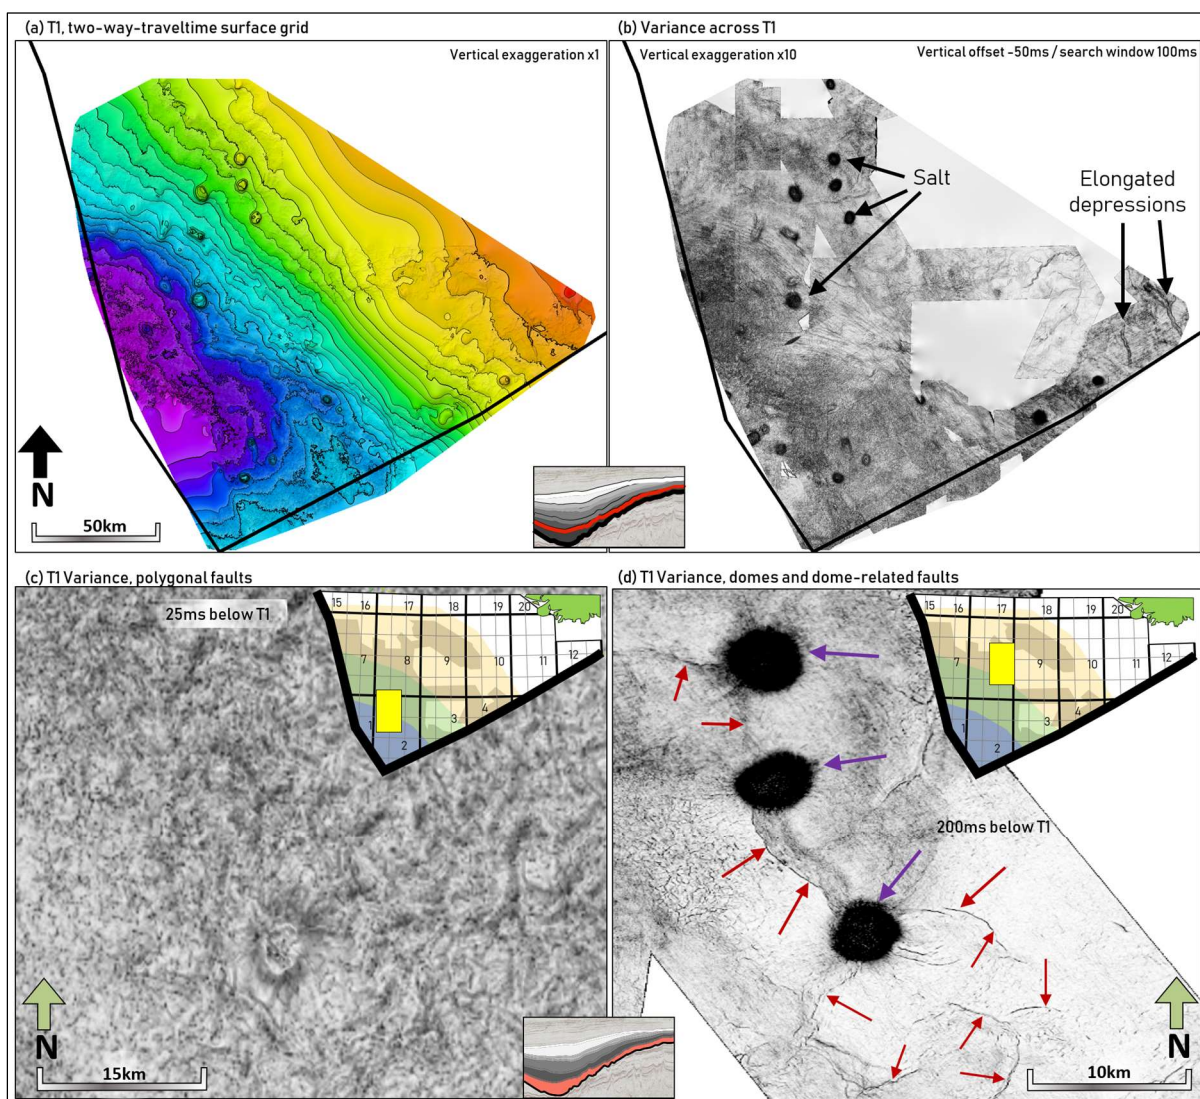 (a) T1, two-way-traveltime surface grid
Vertical exaggeration x1
N
50km
(b) Variance across T1
Vertical exaggeration x10
Vertical offset -50ms / search window 100ms
Salt
Elongated
depressions
(c) T1 Variance, polygonal faults
25ms below T1
15 16 17 18 19 20
7 8 9 10 11 12
1 3 4
2
N
15km
(d) T1 Variance, domes and dome-related faults
15 16 17 18 19 20
7 9 10 11 12
1 3 4
2
200ms below T1
N
10km